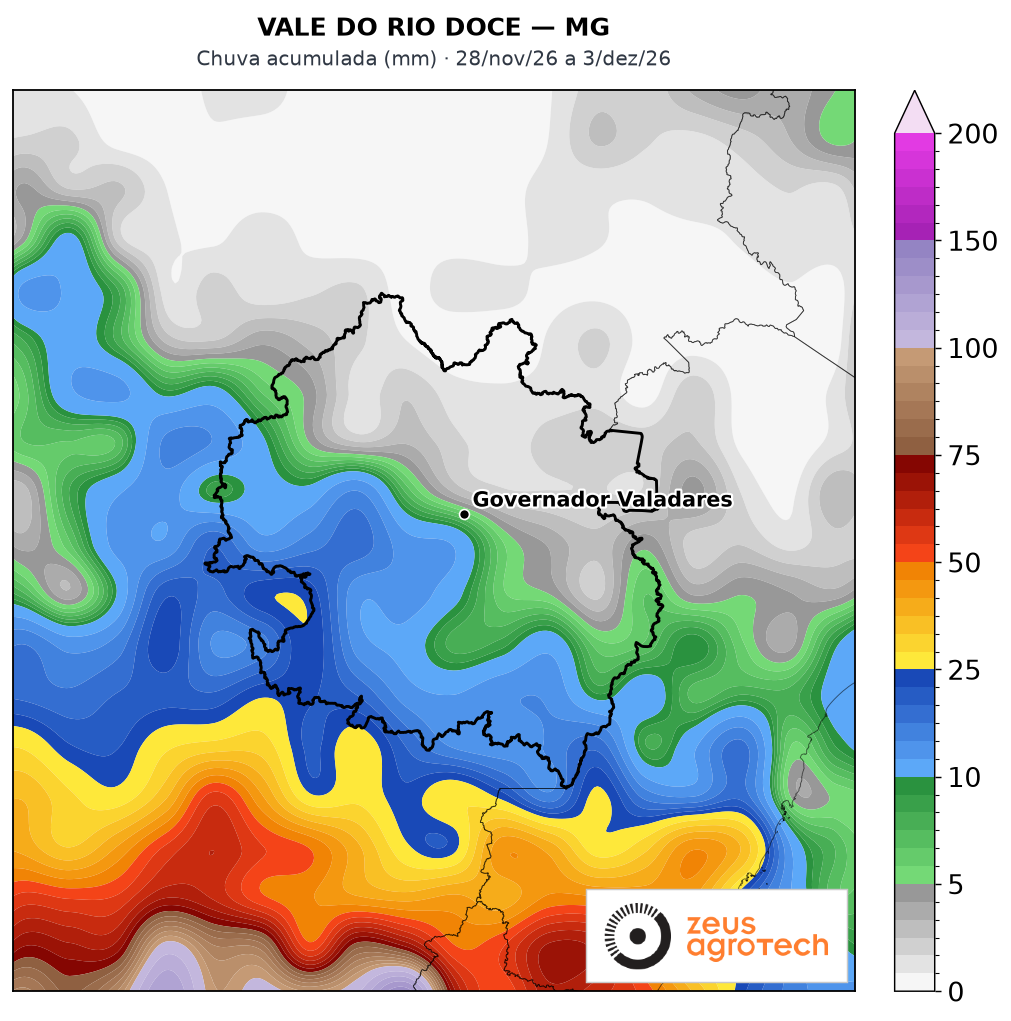 VALE DO RIO DOCE — MG
Chuva acumulada (mm) · 28/nov/26 a 3/dez/26
200
150
100
75
50
25
10
5
0
Governador Valadares
zeus
agrotech